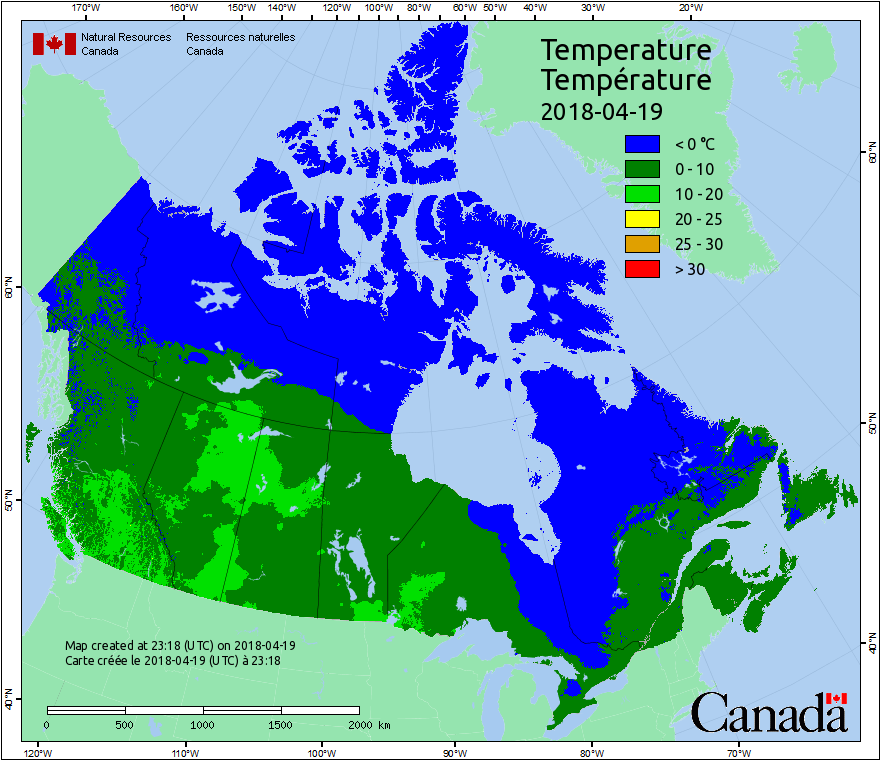 170°W 160°W 150°W 140°W 130°W 120°W 110°W 100°W 90°W 80°W 60°W 50°W 40°W 30°W 20°W
Natural Resources Ressources naturelles
Canada Canada
Temperature
Température
2018-04-19
< 0 °C
0 - 10
10 - 20
20 - 25
25 - 30
> 30
60°N
50°N
40°N
60°N
50°N
40°N
Map created at 23:18 (UTC) on 2018-04-19
Carte créée le 2018-04-19 (UTC) à 23:18
0 500 1000 1500 2000 km
Canada
120°W 110°W 100°W 90°W 80°W 70°W